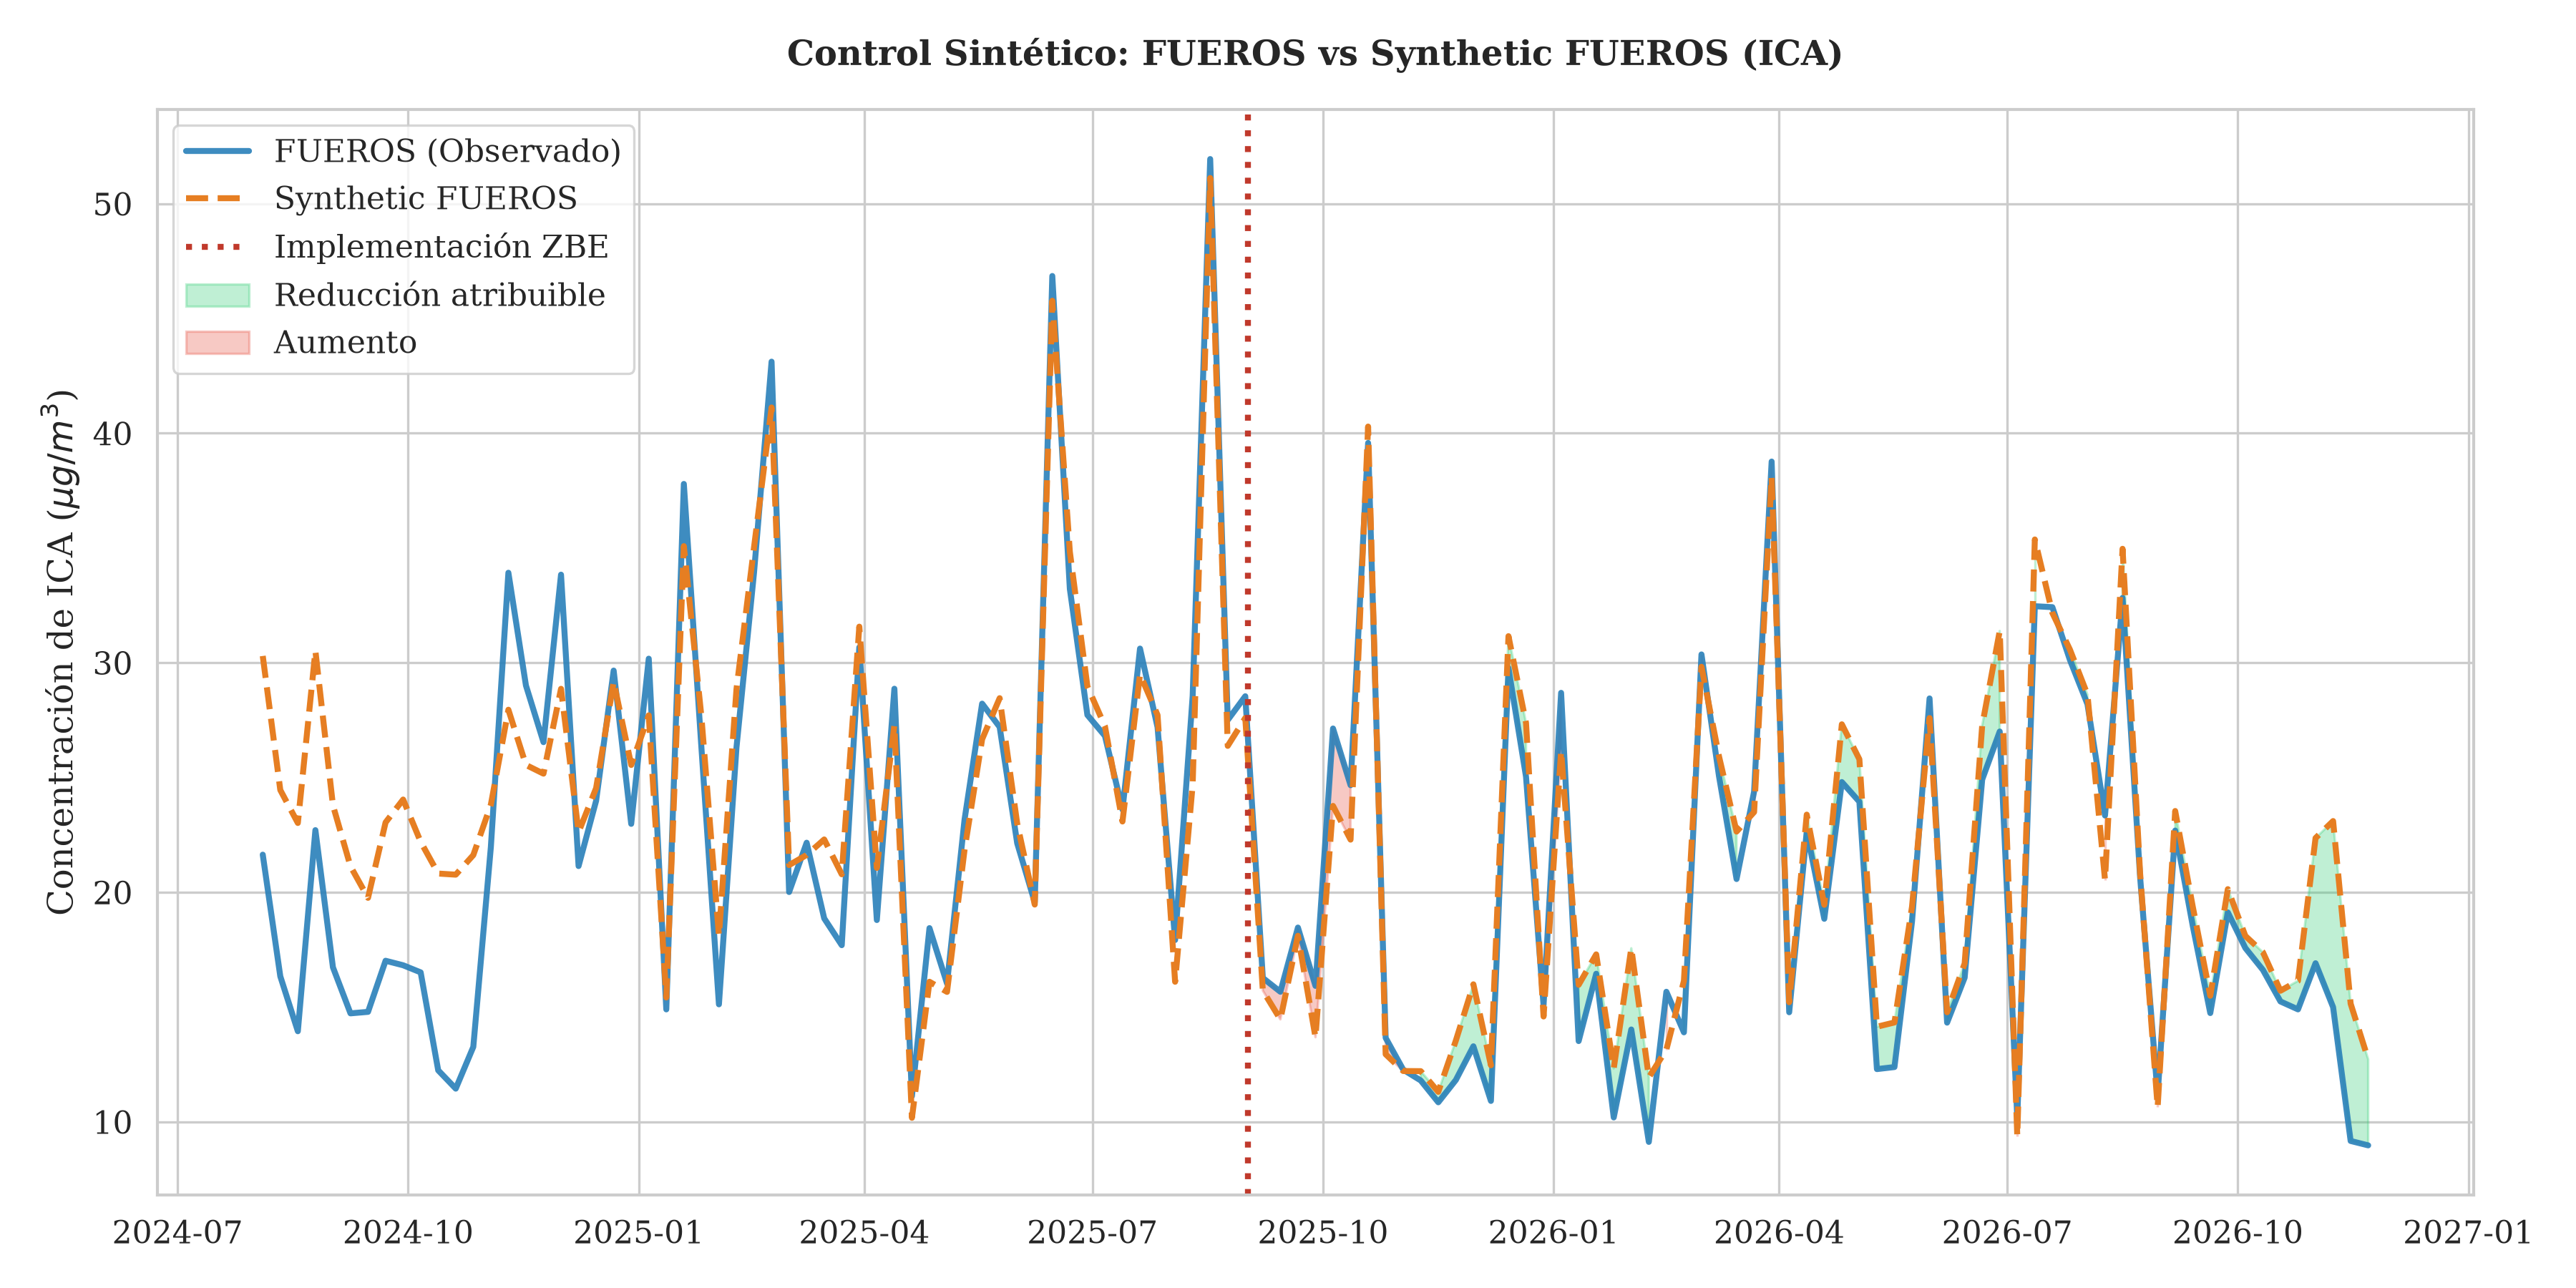 Control Sintético: FUEROS vs Synthetic FUEROS (ICA)
FUEROS (Observado)
Synthetic FUEROS
Implementación ZBE
Reducción atribuible
Aumento
Concentración de ICA (μg/m³)
50
40
30
20
10
2024-07
2024-10
2025-01
2025-04
2025-07
2025-10
2026-01
2026-04
2026-07
2026-10
2027-01